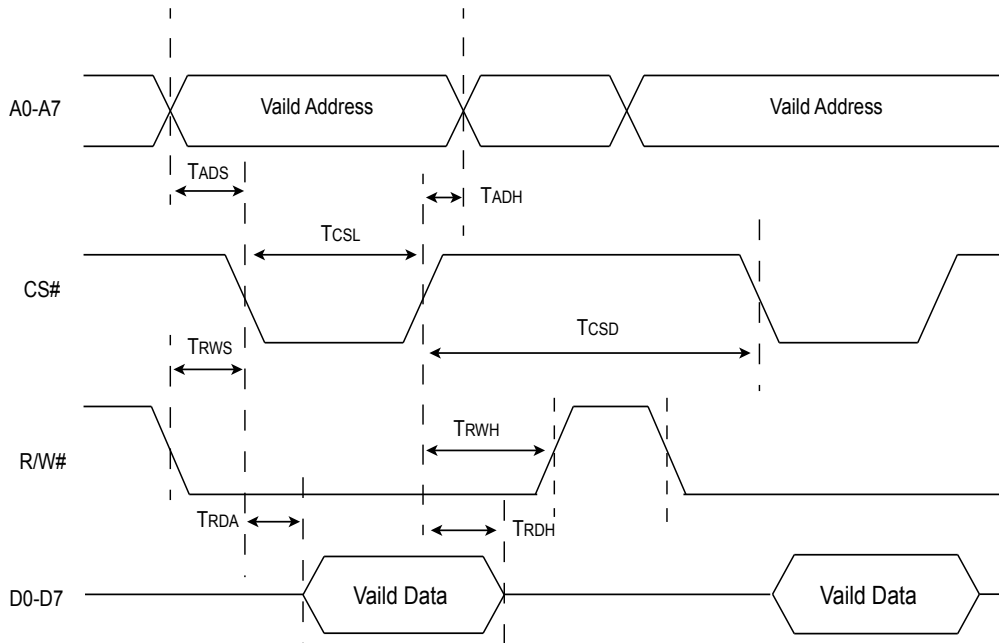 A0-A7
Vaild Address
Vaild Address
TADS
TADH
TCSL
CS#
TCSD
TRWS
TRWH
R/W#
TRDA
TRDH
D0-D7
Vaild Data
Vaild Data